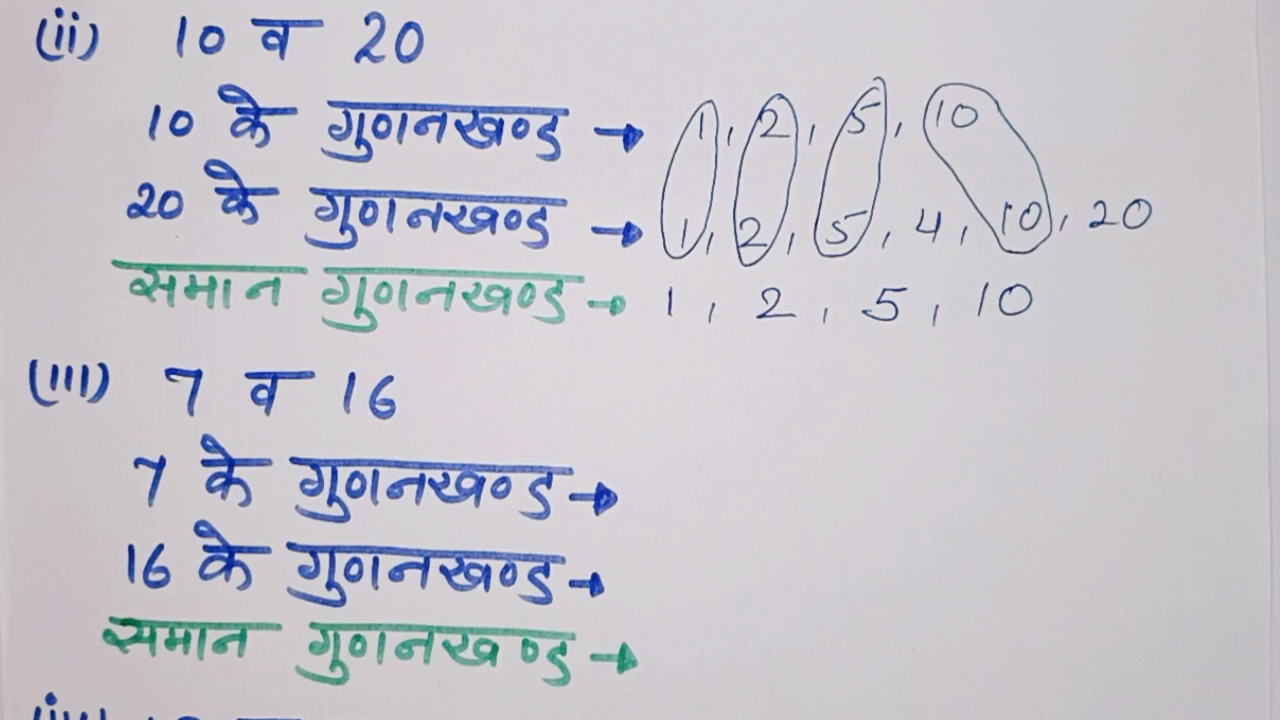 (ii) 10 व 20
10 के गुणनखण्ड → 1, 2, 5, 10
20 के गुणनखण्ड → 1, 2, 5, 4, 10, 20
समान गुणनखण्ड → 1, 2, 5, 10
(iii) 7 व 16
7 के गुणनखण्ड →
16 के गुणनखण्ड →
समान गुणनखण्ड →